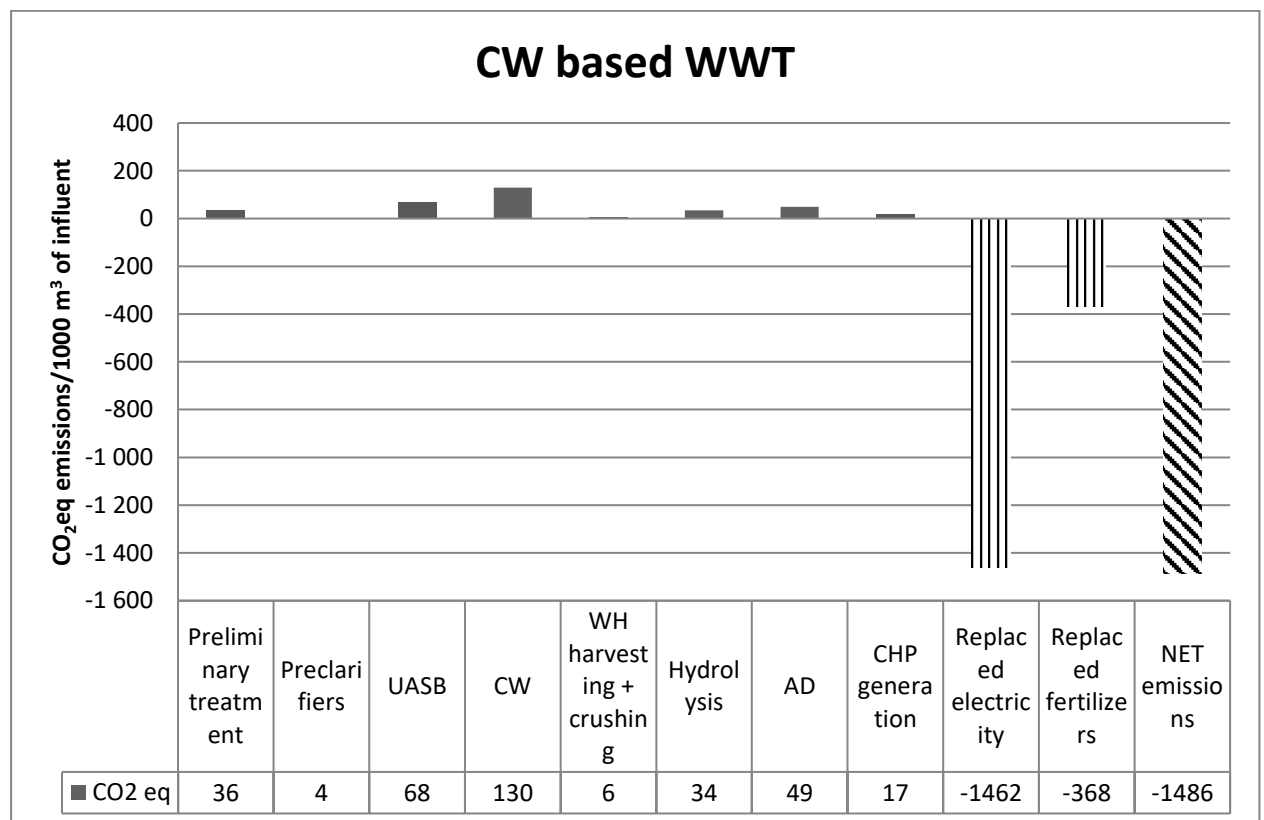 CW based WWT
CO₂eq emissions/1000 m³ of influent
400
200
0
-200
-400
-600
-800
-1 000
-1 200
-1 400
-1 600
Prelimi
nary
treatm
ent
Preclari
fiers
UASB
CW
WH
harvest
ing +
crushin
g
Hydrol
ysis
AD
CHP
genera
tion
Replac
ed
electric
ity
Replac
ed
fertilize
rs
NET
emissio
ns
CO2 eq 36 4 68 130 6 34 49 17 -1462 -368 -1486